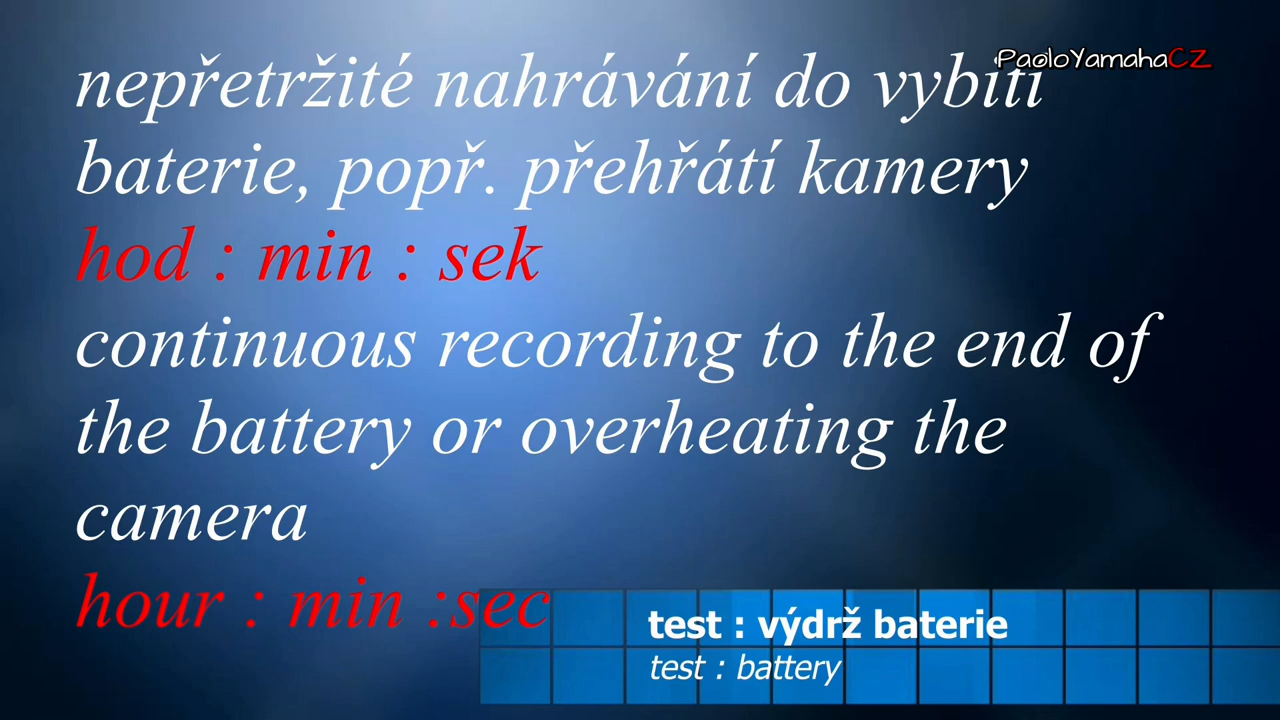 PaoloYamahaCZ
nepřetržité nahrávání do vybití
baterie, popř. přehřátí kamery
hod : min : sek
continuous recording to the end of
the battery or overheating the
camera
hour : min :sec
test : výdrž baterie
test : battery